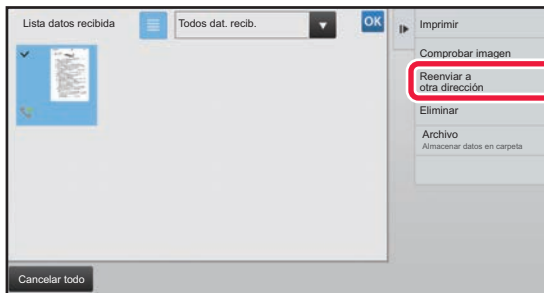 Lista datos recibida
Todos dat. recib.
OK
Imprimir
Comprobar imagen
Reenviar a
otra dirección
Eliminar
Archivo
Almacenar datos en carpeta
Cancelar todo